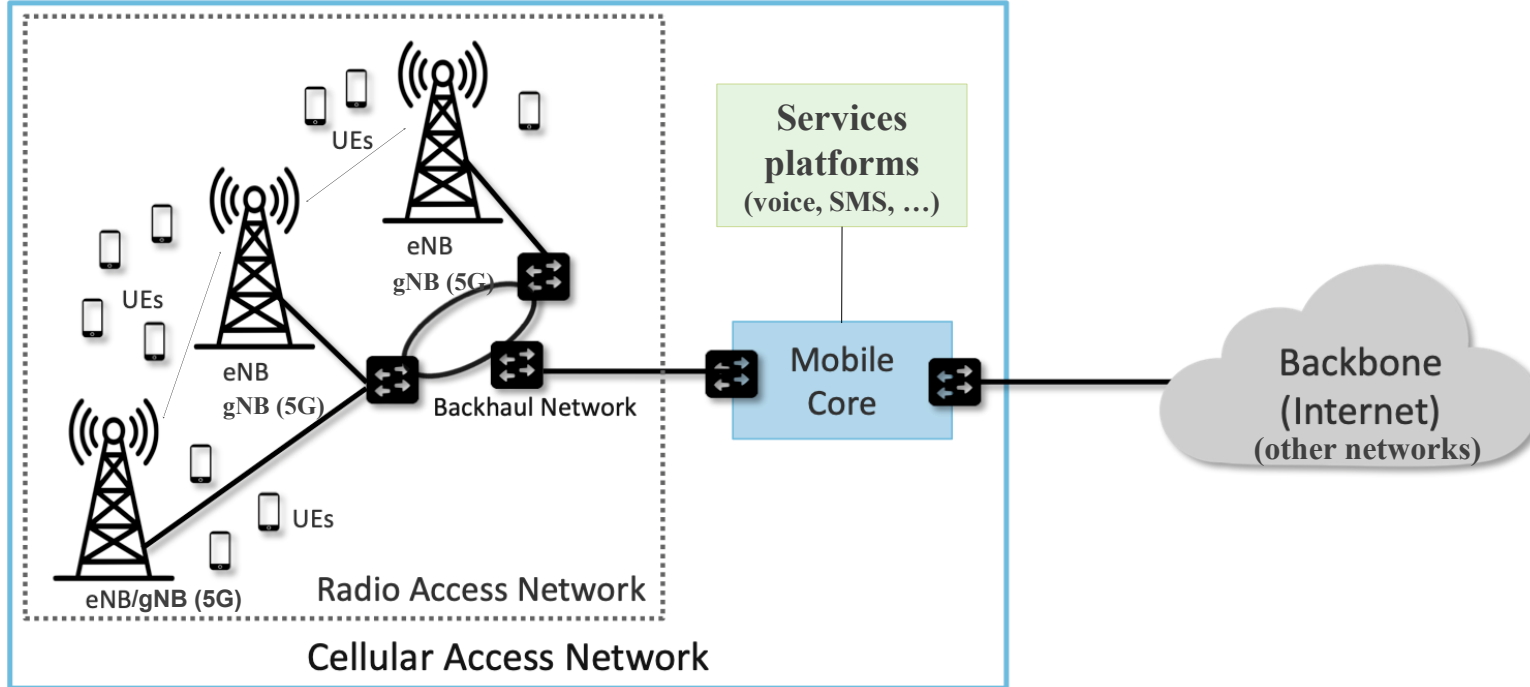 UEs
eNB
gNB (5G)
UEs
eNB
gNB (5G)
Backhaul Network
UEs
eNB/gNB (5G)
Radio Access Network
Cellular Access Network
Services
platforms
(voice, SMS, …)
Mobile
Core
Backbone
(Internet)
(other networks)